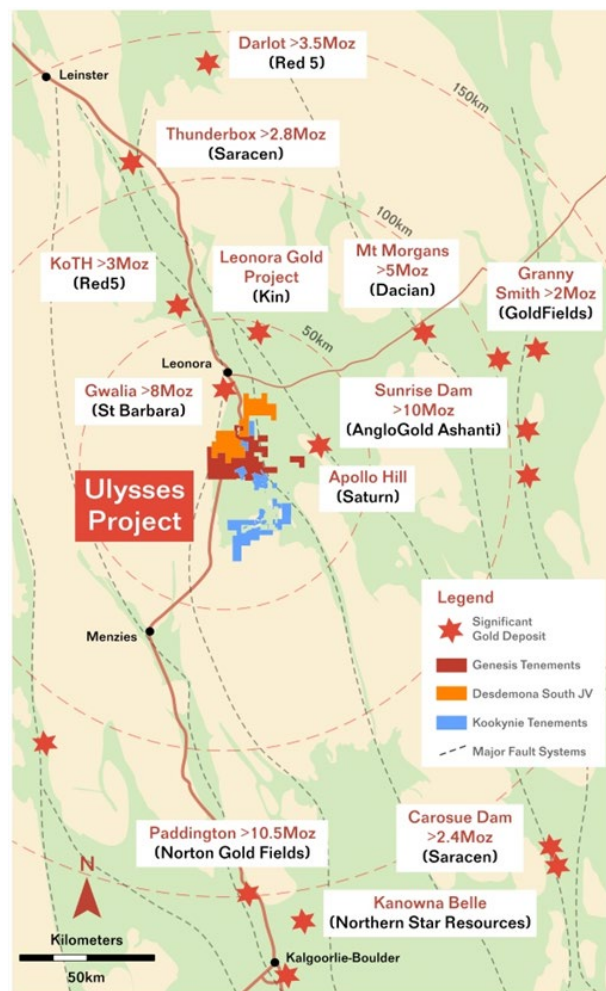 Darlot >3.5Moz
(Red 5)
Leinster
150km
Thunderbox >2.8Moz
(Saracen)
100km
KoTH >3Moz
(Red5)
Leonora Gold
Project
(Kin)
Mt Morgans
>5Moz
(Dacian)
Granny
Smith >2Moz
(GoldFields)
50km
Leonora
Gwalia >8Moz
(St Barbara)
Sunrise Dam
>10Moz
(AngloGold Ashanti)
Apollo Hill
(Saturn)
Ulysses
Project
Menzies
Legend
Significant
Gold Deposit
Genesis Tenements
Desdemona South JV
Kookynie Tenements
Major Fault Systems
Paddington >10.5Moz
(Norton Gold Fields)
Carosue Dam
>2.4Moz
(Saracen)
Kanowna Belle
(Northern Star Resources)
N
Kilometers
50km
Kalgoorlie-Boulder